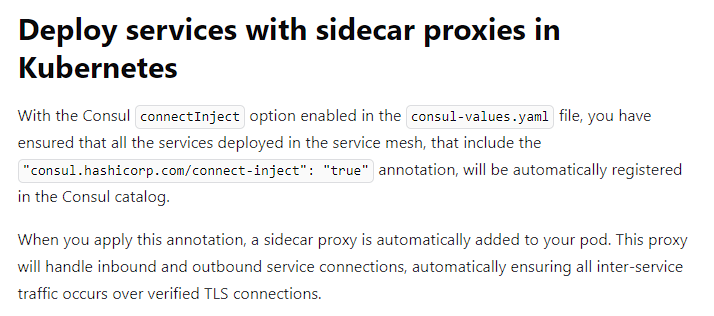 Deploy services with sidecar proxies in
Kubernetes
With the Consul connectInject option enabled in the consul-values.yaml file, you have
ensured that all the services deployed in the service mesh, that include the
"consul.hashicorp.com/connect-inject": "true" annotation, will be automatically registered
in the Consul catalog.
When you apply this annotation, a sidecar proxy is automatically added to your pod. This proxy
will handle inbound and outbound service connections, automatically ensuring all inter-service
traffic occurs over verified TLS connections.